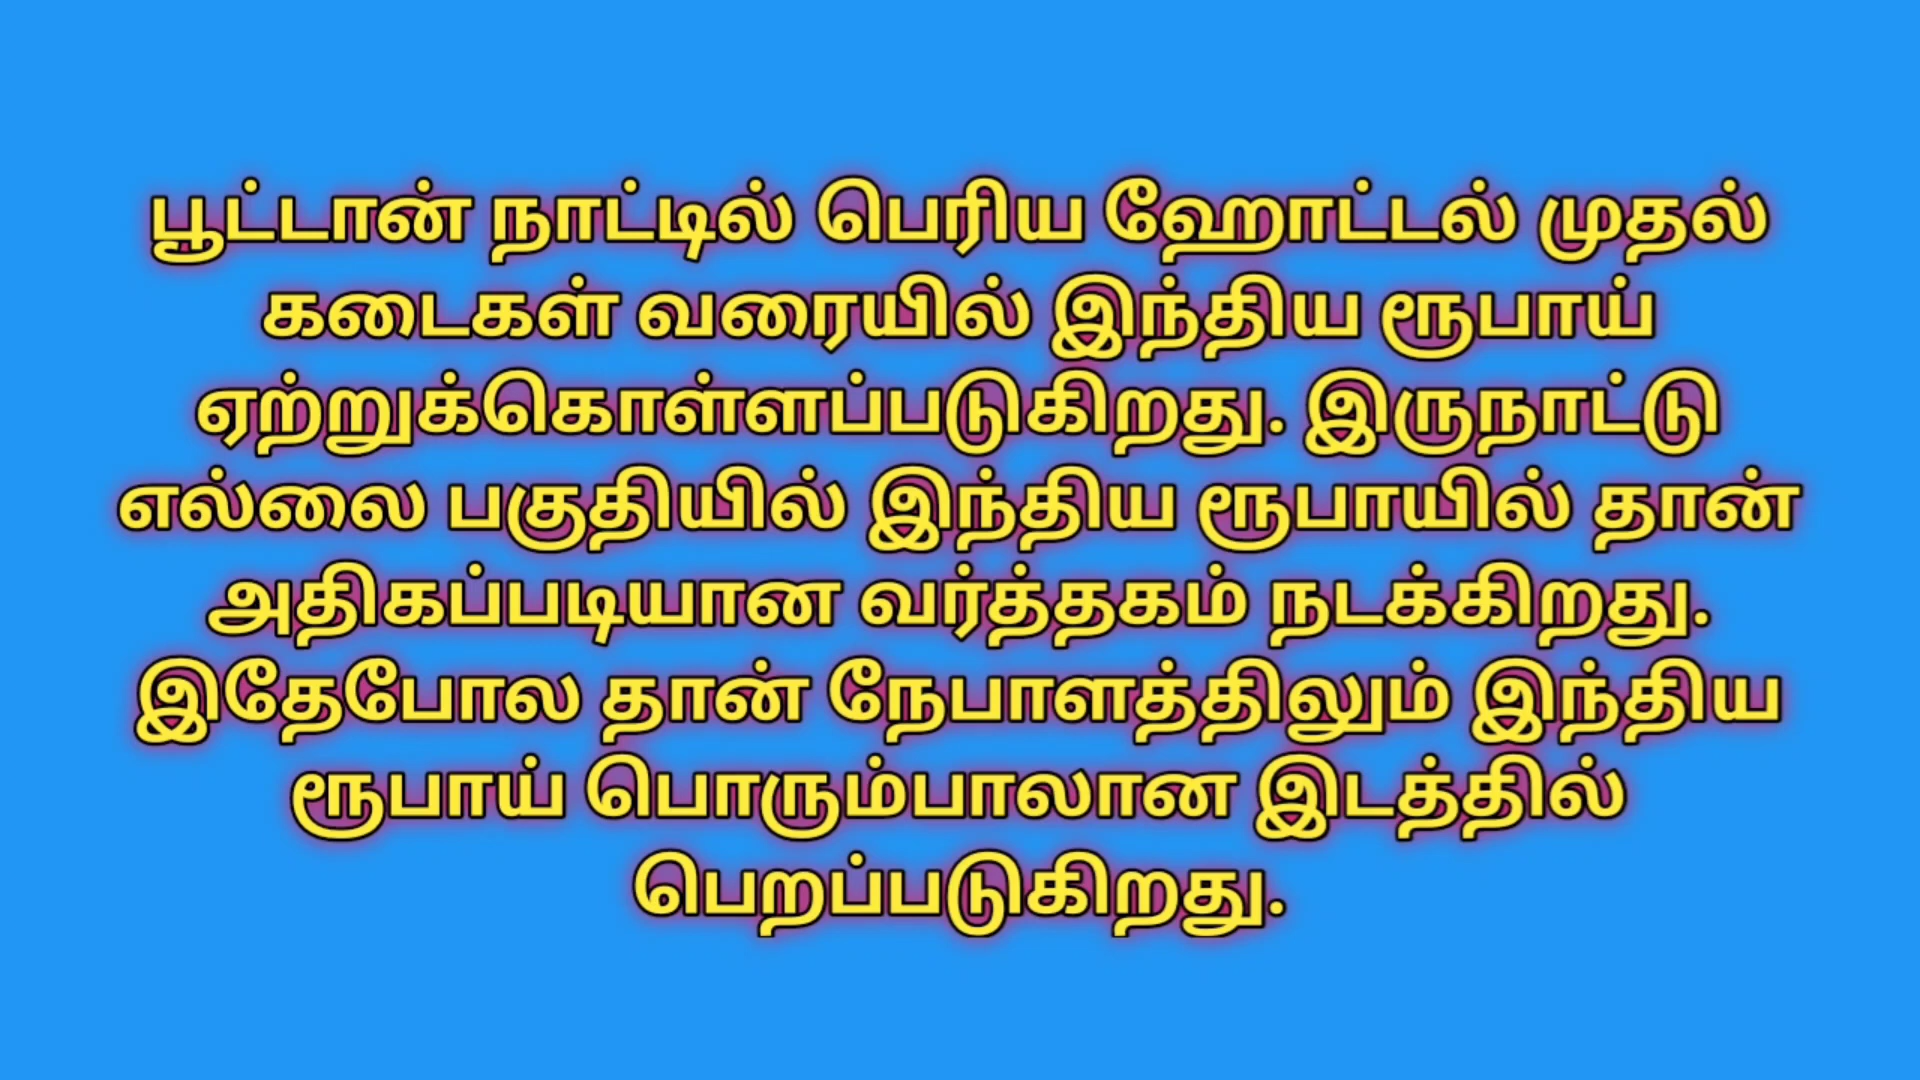 பூட்டான் நாட்டில் பெரிய ஹோட்டல் முதல்
கடைகள் வரையில் இந்திய ரூபாய்
ஏற்றுக்கொள்ளப்படுகிறது. இருநாட்டு
எல்லை பகுதியில் இந்திய ரூபாயில் தான்
அதிகப்படியான வர்த்தகம் நடக்கிறது.
இதேபோல தான் நேபாளத்திலும் இந்திய
ரூபாய் பொரும்பாலான இடத்தில்
பெறப்படுகிறது.